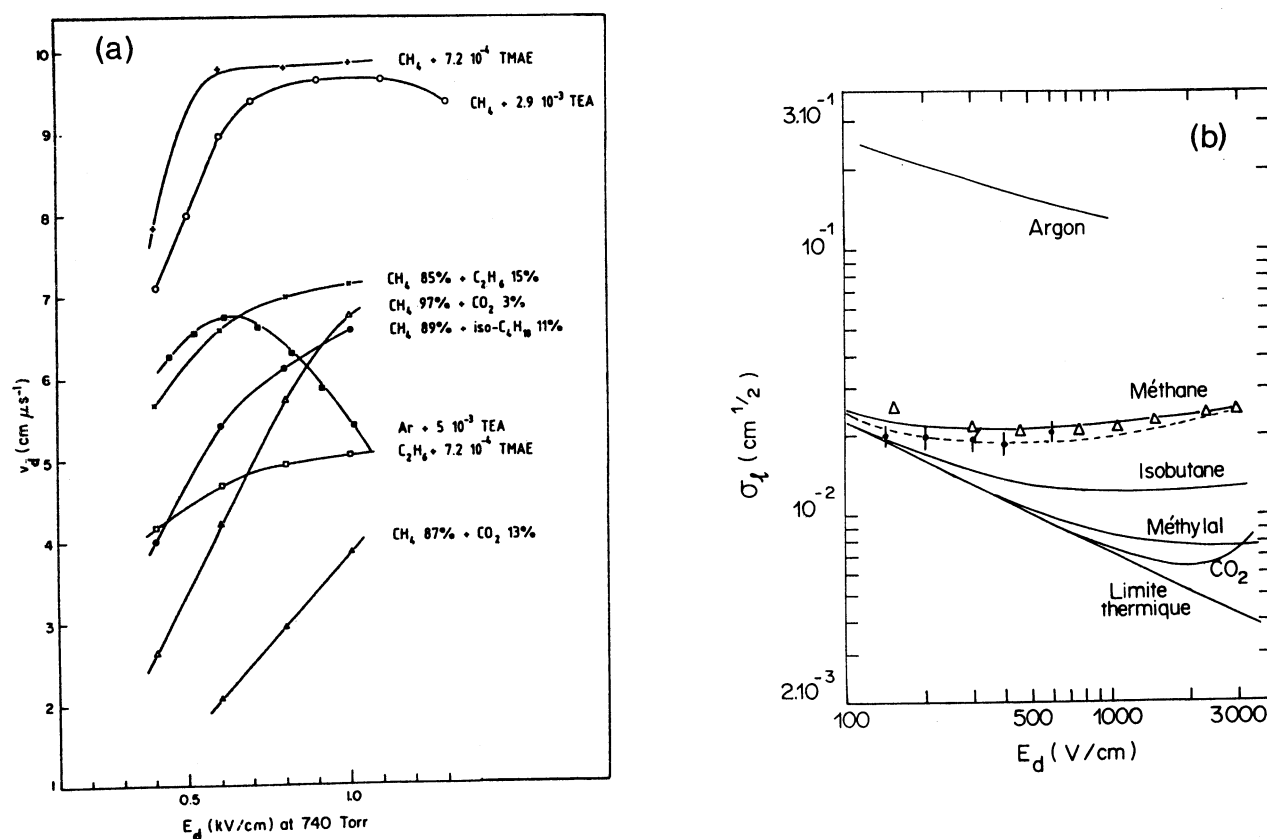 (a)
10
9
8
7
6
5
4
3
2
1
v_d (cm µs⁻¹)
CH₄ + 7.2 10⁻⁴ TMAE
CH₄ + 2.9 10⁻³ TEA
CH₄ 85% + C₂H₆ 15%
CH₄ 97% + CO₂ 3%
CH₄ 89% + iso-C₄H₁₀ 11%
Ar + 5 10⁻³ TEA
C₂H₆ + 7.2 10⁻⁴ TMAE
CH₄ 87% + CO₂ 13%
0.5 1.0
E_d (kV/cm) at 740 Torr
(b)
3.10⁻¹
10⁻¹
10⁻²
2.10⁻³
σ_ℓ (cm^1/2)
Argon
Méthane
Isobutane
Méthylal
CO₂
Limite
thermique
100 500 1000 3000
E_d (V/cm)